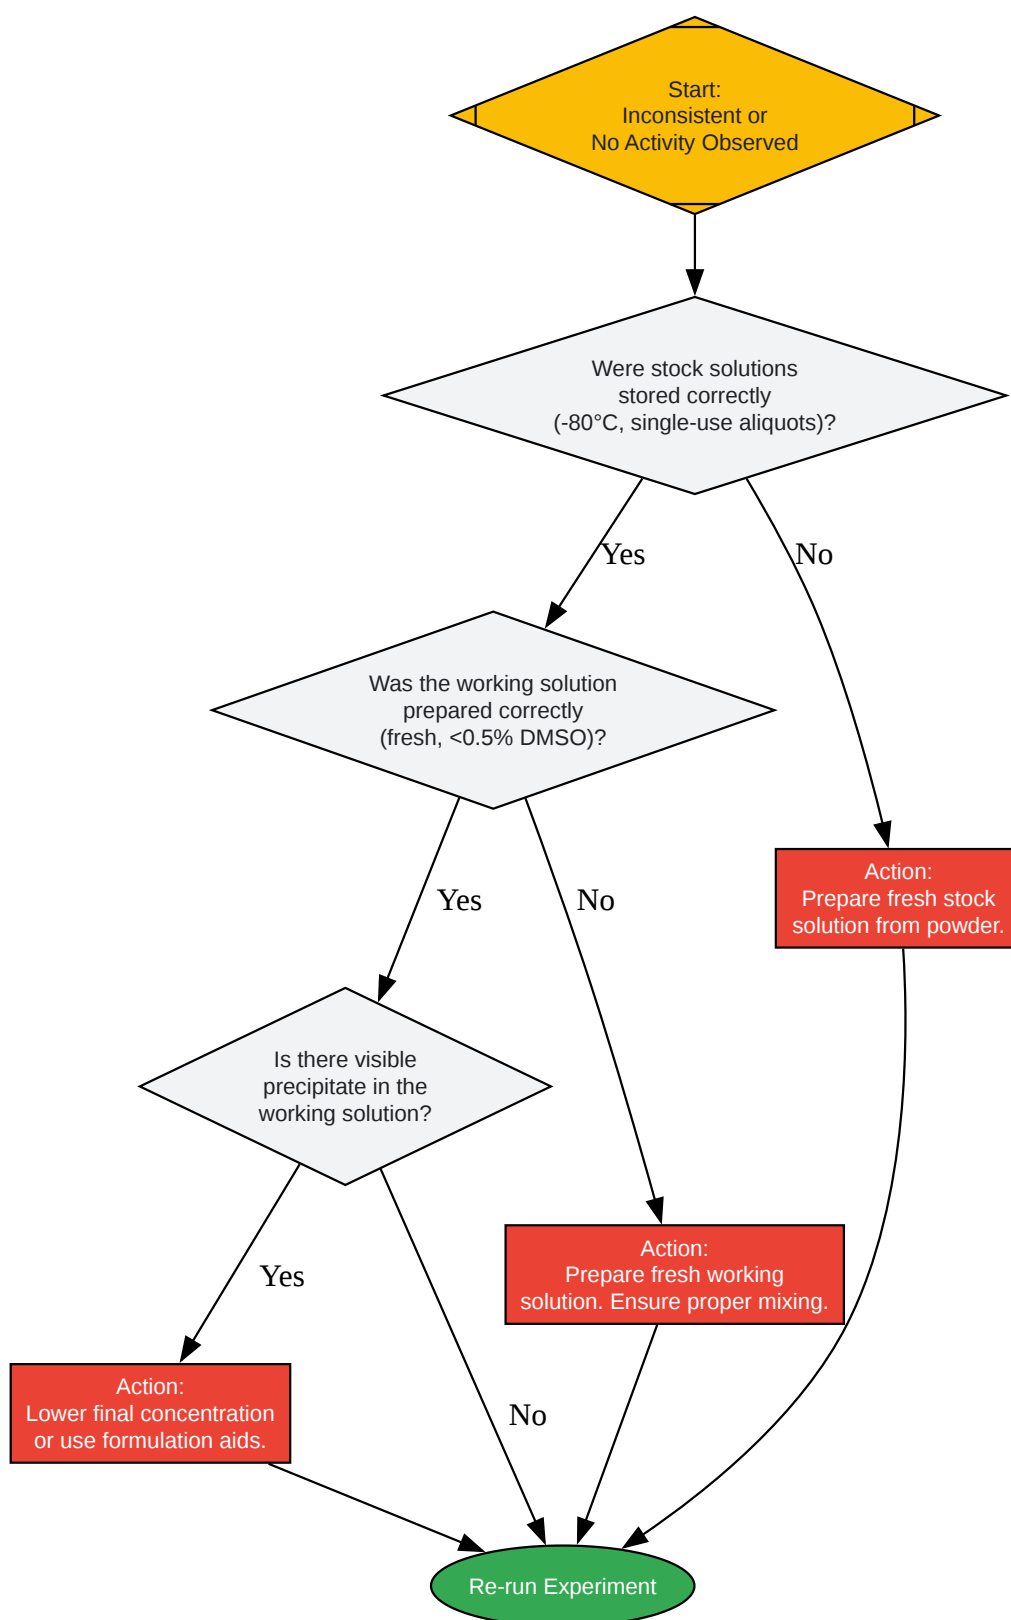 Start:
Inconsistent or
No Activity Observed
Were stock solutions
stored correctly
(-80°C, single-use aliquots)?
Yes
No
Was the working solution
prepared correctly
(fresh, <0.5% DMSO)?
Action:
Prepare fresh stock
solution from powder.
Yes
No
Is there visible
precipitate in the
working solution?
Action:
Prepare fresh working
solution. Ensure proper mixing.
Yes
No
Action:
Lower final concentration
or use formulation aids.
Re-run Experiment